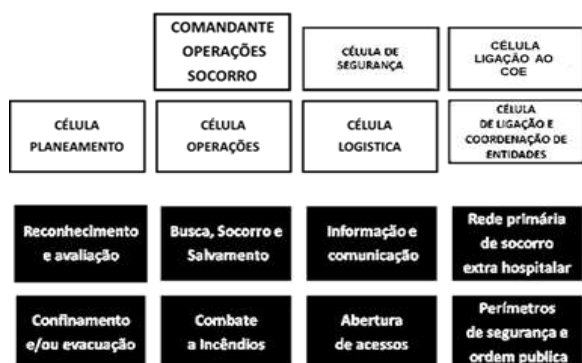 COMANDANTE
OPERAÇÕES
SOCORRO
CÉLULA DE
SEGURANÇA
CÉLULA
LIGAÇÃO AO
COE
CÉLULA
PLANEAMENTO
CÉLULA
OPERAÇÕES
CÉLULA
LOGISTICA
CÉLULA
DE LIGAÇÃO E
COORDENAÇÃO DE
ENTIDADES
Reconhecimento
e avaliação
Busca, Socorro e
Salvamento
Informação e
comunicação
Rede primária
de socorro
extra hospitalar
Confinamento
e/ou evacuação
Combate
a Incêndios
Abertura
de acessos
Perímetros
de segurança e
ordem publica